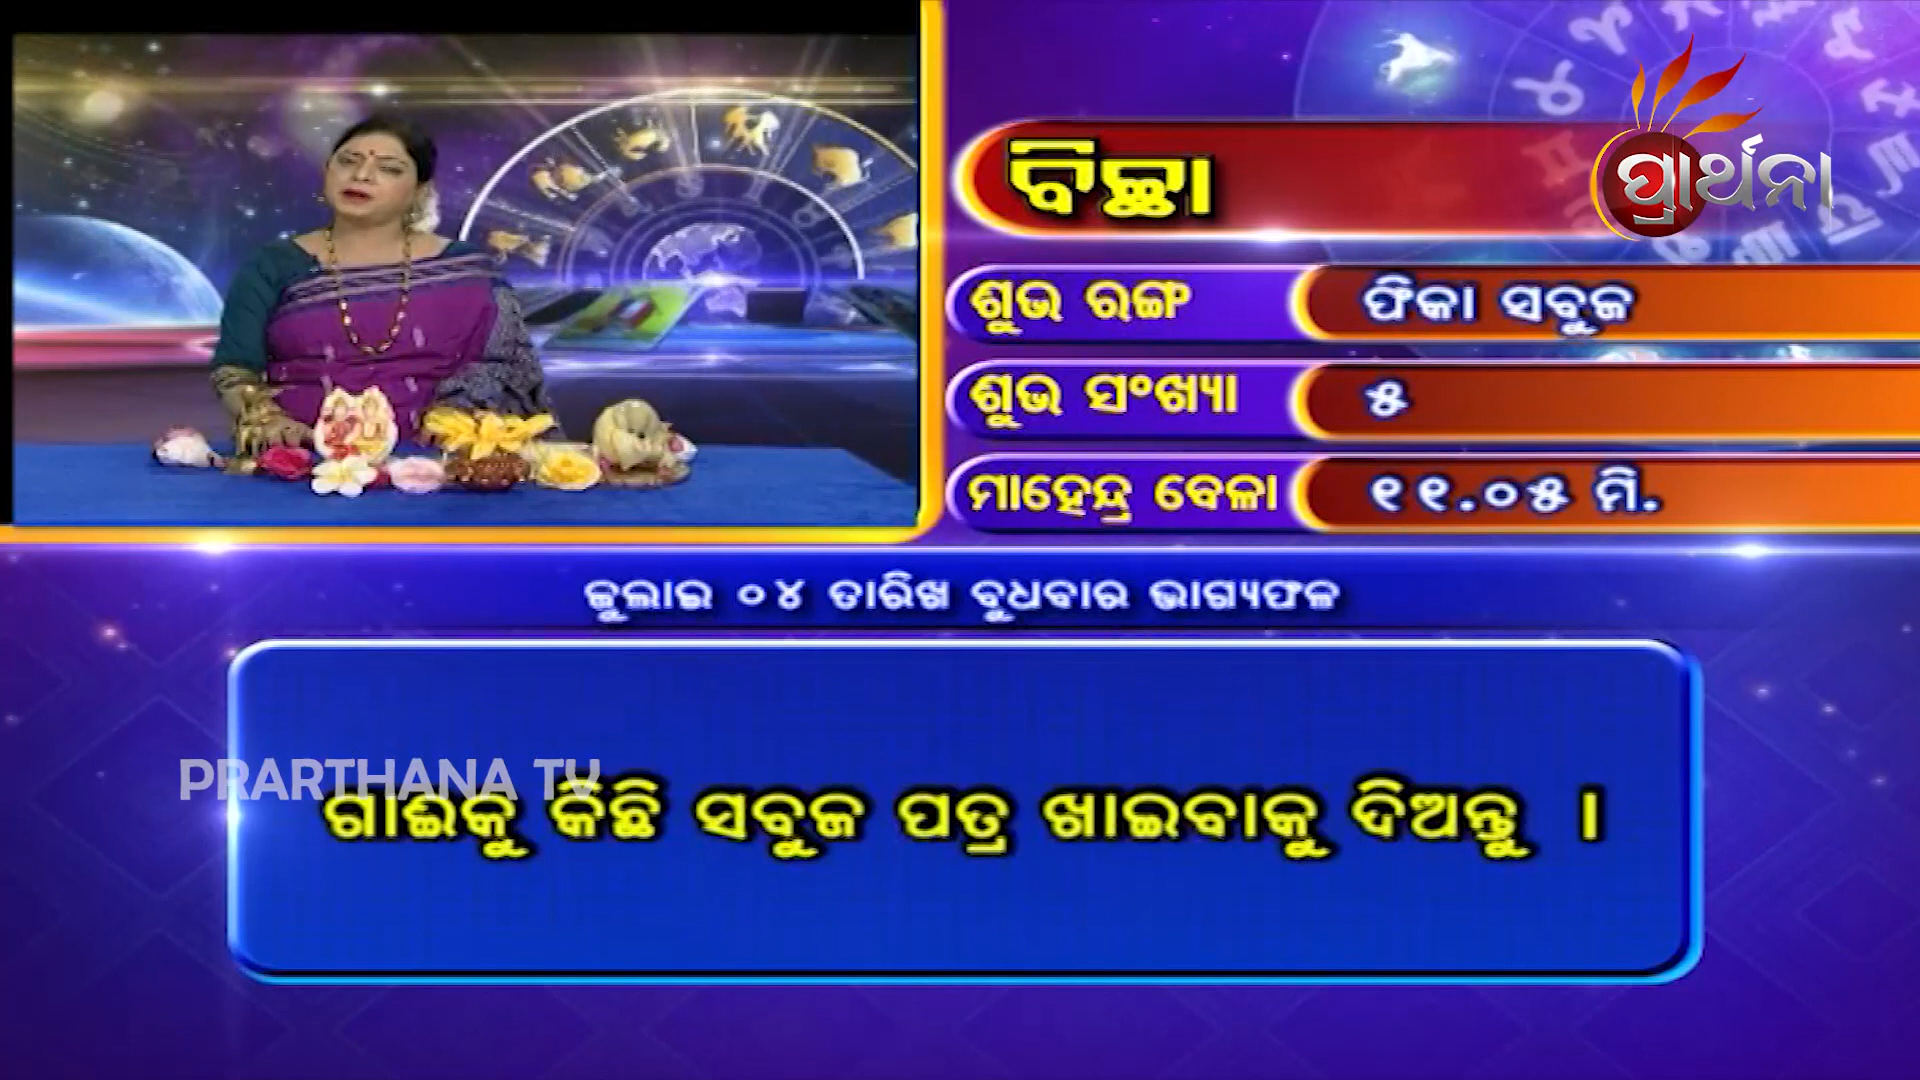 ବିଛା
ପ୍ରାର୍ଥନା
ଶୁଭ ରଙ୍ଗ ଫିକା ସବୁଜ
ଶୁଭ ସଂଖ୍ୟା ୫
ମାହେନ୍ଦ୍ର ବେଳା ୧୧.୦୫ ମି.
ଜୁଲାଇ ୦୪ ତାରିଖ ବୁଧବାର ଭାଗ୍ୟଫଳ
PRARTHANA TV
ଗାଈକୁ କିଛି ସବୁଜ ପତ୍ର ଖାଇବାକୁ ଦିଅନ୍ତୁ ।